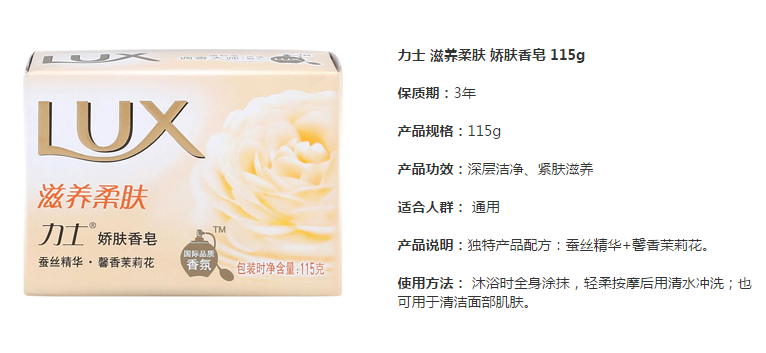 LUX
调香大师
LUX
滋养柔肤
力士®娇肤香皂
蚕丝精华·馨香茉莉花
TM
国际品质
香氛
包装时净含量:115克
力士 滋养柔肤 娇肤香皂 115g
保质期：3年
产品规格：115g
产品功效：深层洁净、紧肤滋养
适合人群： 通用
产品说明：独特产品配方：蚕丝精华+馨香茉莉花。
使用方法： 沐浴时全身涂抹，轻柔按摩后用清水冲洗；也
可用于清洁面部肌肤。